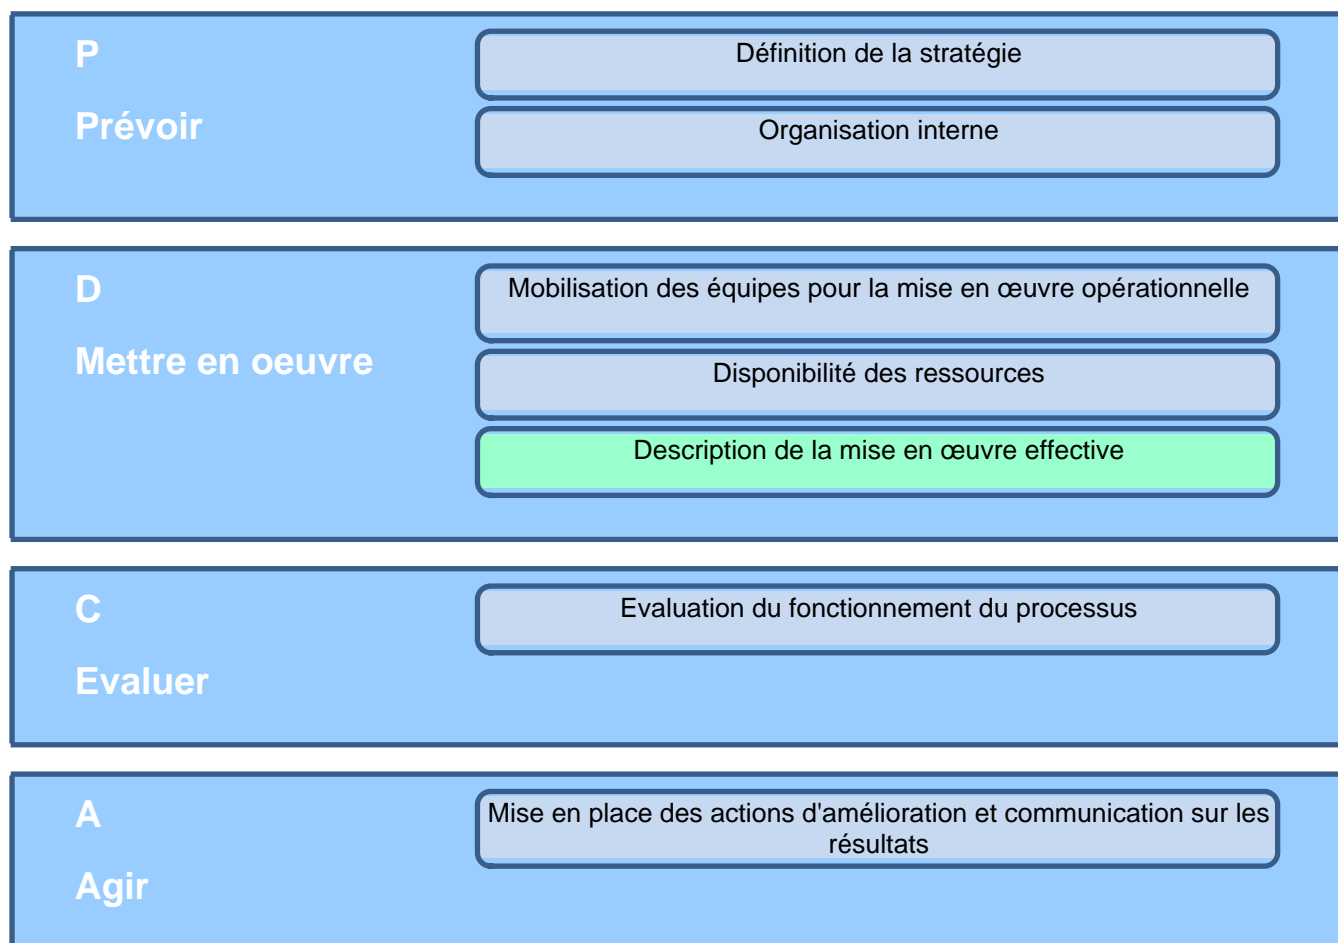 P
Prévoir
Définition de la stratégie
Organisation interne
D
Mettre en oeuvre
Mobilisation des équipes pour la mise en œuvre opérationnelle
Disponibilité des ressources
Description de la mise en œuvre effective
C
Evaluer
Evaluation du fonctionnement du processus
A
Agir
Mise en place des actions d'amélioration et communication sur les
résultats